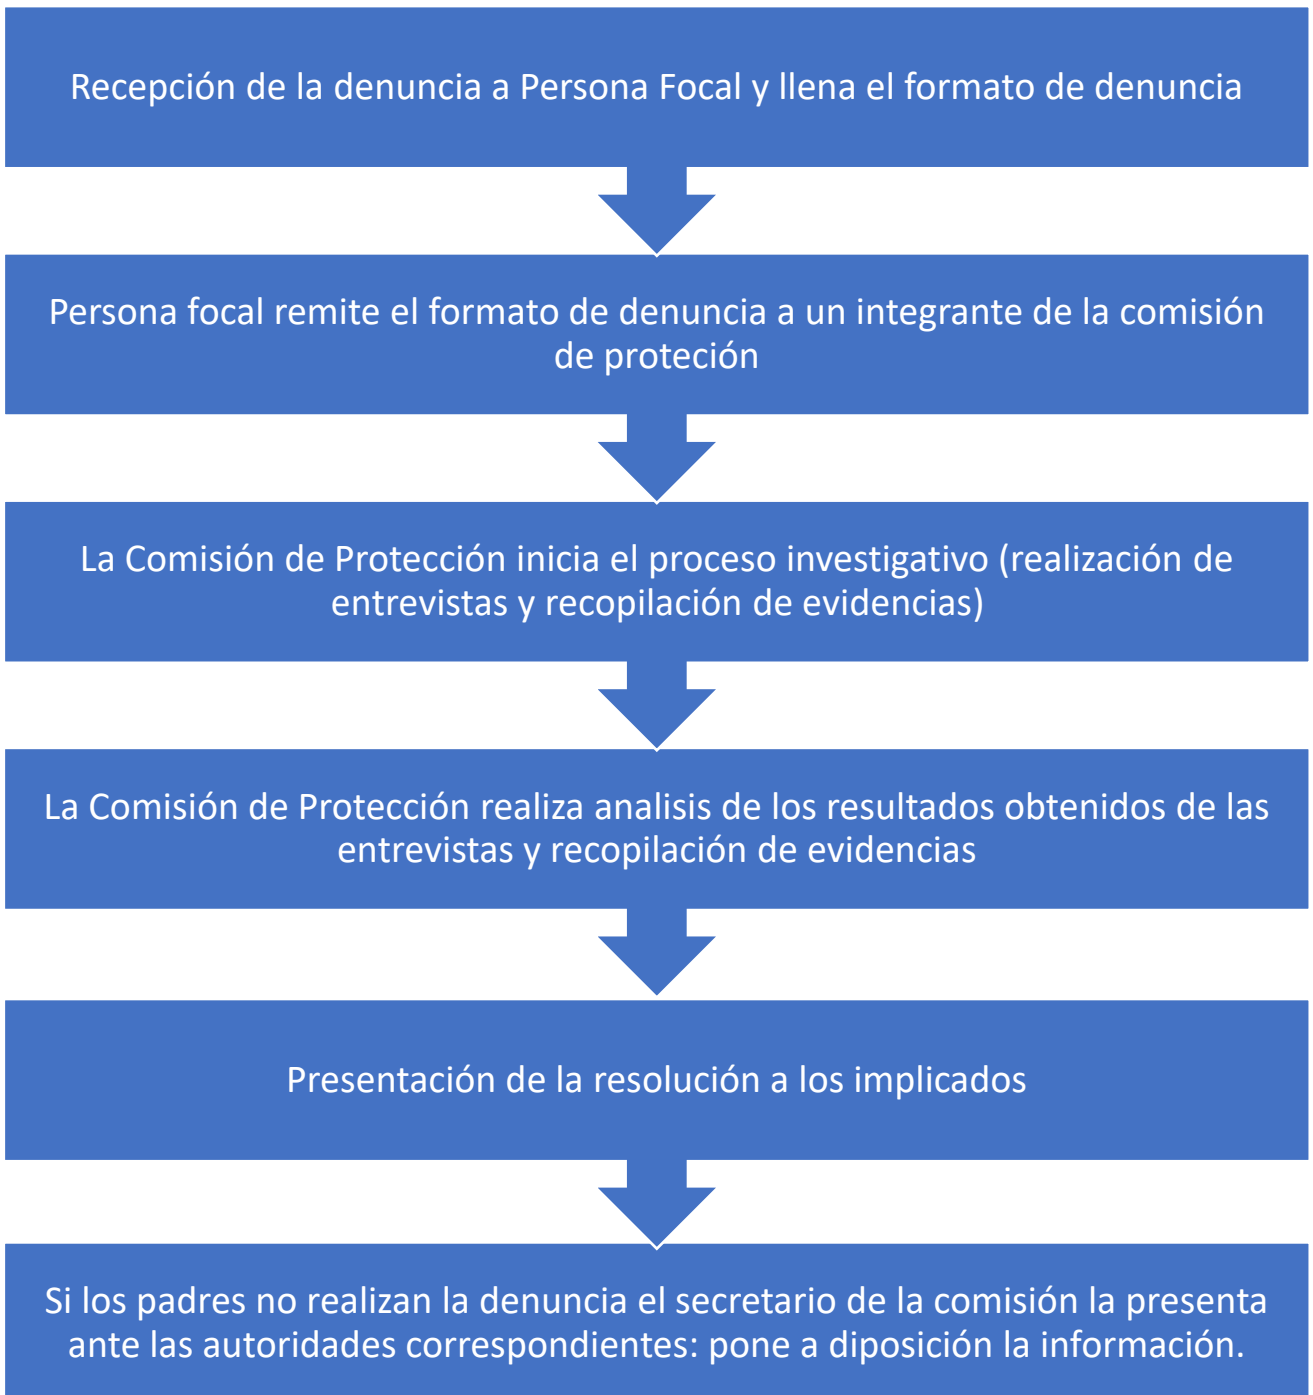 Recepción de la denuncia a Persona Focal y llena el formato de denuncia
Persona focal remite el formato de denuncia a un integrante de la comisión
de proteción
La Comisión de Protección inicia el proceso investigativo (realización de
entrevistas y recopilación de evidencias)
La Comisión de Protección realiza analisis de los resultados obtenidos de las
entrevistas y recopilación de evidencias
Presentación de la resolución a los implicados
Si los padres no realizan la denuncia el secretario de la comisión la presenta
ante las autoridades correspondientes: pone a diposición la información.